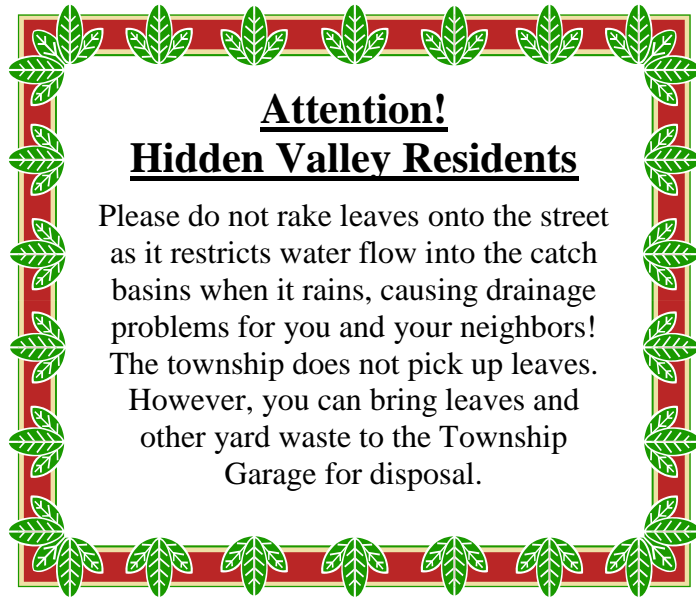 Attention!
Hidden Valley Residents
Please do not rake leaves onto the street
as it restricts water flow into the catch
basins when it rains, causing drainage
problems for you and your neighbors!
The township does not pick up leaves.
However, you can bring leaves and
other yard waste to the Township
Garage for disposal.